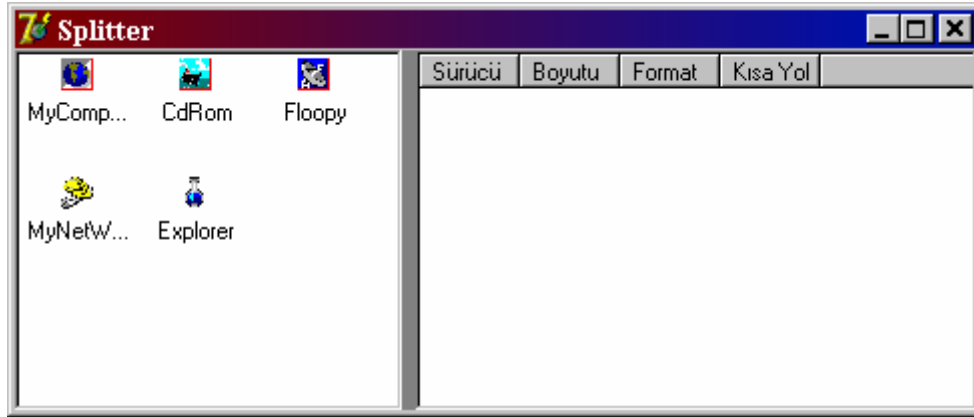 Splitter
MyComp... CdRom Floopy
MyNetW... Explorer
Sürücü Boyutu Format Kısa Yol